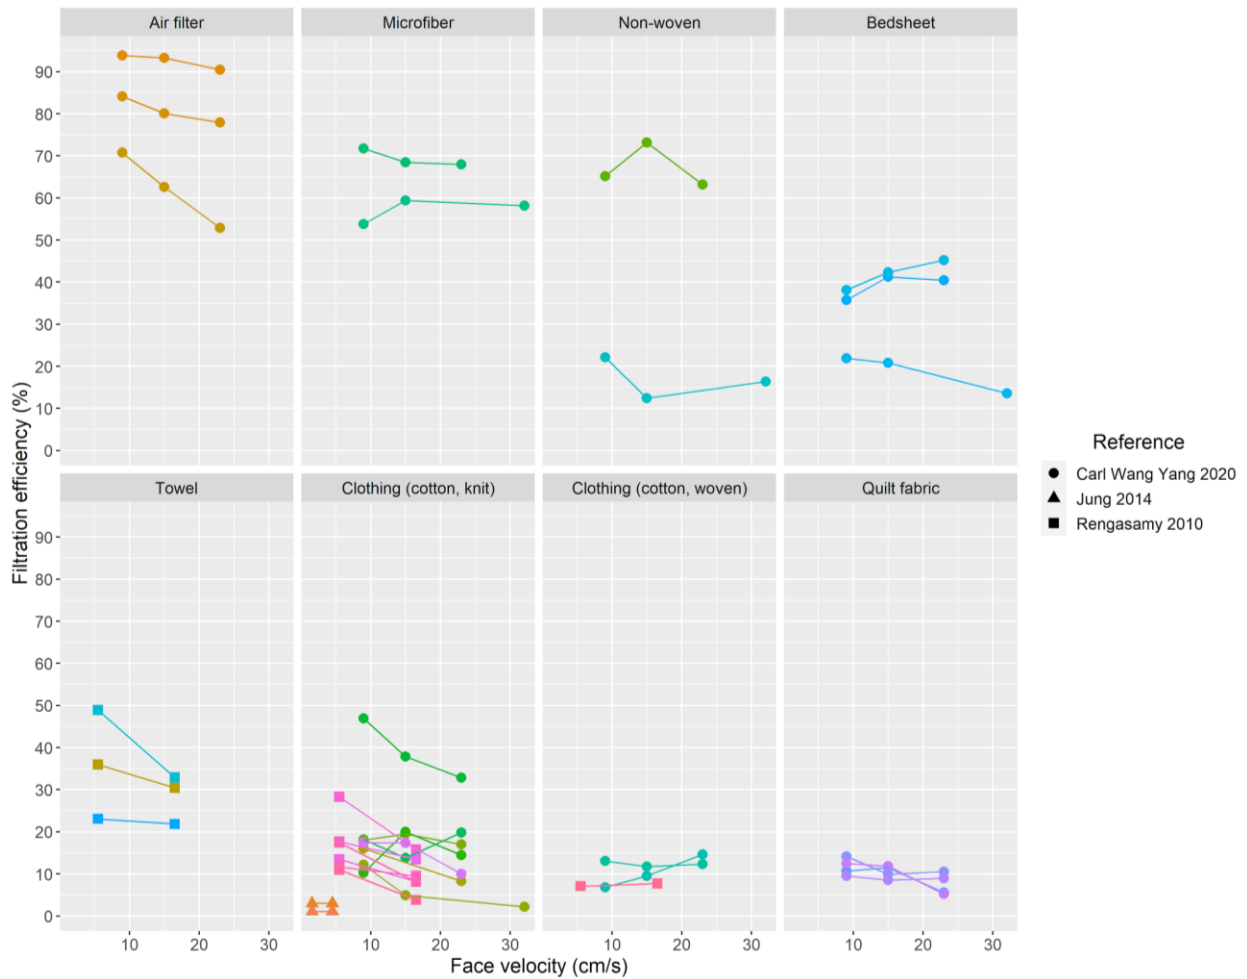 Air filter Microfiber Non-woven Bedsheet
90
80
70
60
50
40
30
20
10
0
Filtration efficiency (%)
Towel Clothing (cotton, knit) Clothing (cotton, woven) Quilt fabric
90
80
70
60
50
40
30
20
10
0
10 20 30 10 20 30 10 20 30 10 20 30
Face velocity (cm/s)
Reference
Carl Wang Yang 2020
Jung 2014
Rengasamy 2010